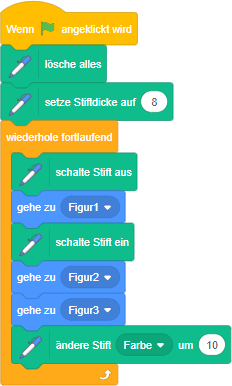 Wenn angeklickt wird
lösche alles
setze Stiftdicke auf 8
wiederhole fortlaufend
schalte Stift aus
gehe zu Figur1
schalte Stift ein
gehe zu Figur2
gehe zu Figur3
ändere Stift Farbe um 10